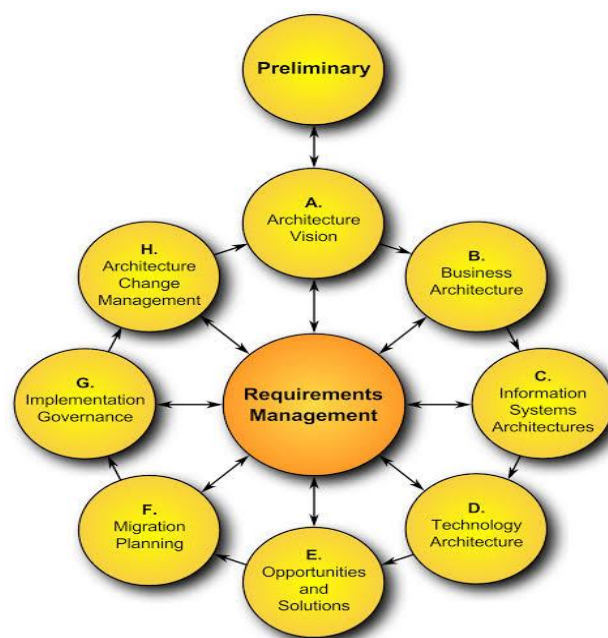 Preliminary
A.
Architecture
Vision
B.
Business
Architecture
C.
Information
Systems
Architectures
D.
Technology
Architecture
E.
Opportunities
and
Solutions
F.
Migration
Planning
G.
Implementation
Governance
H.
Architecture
Change
Management
Requirements
Management